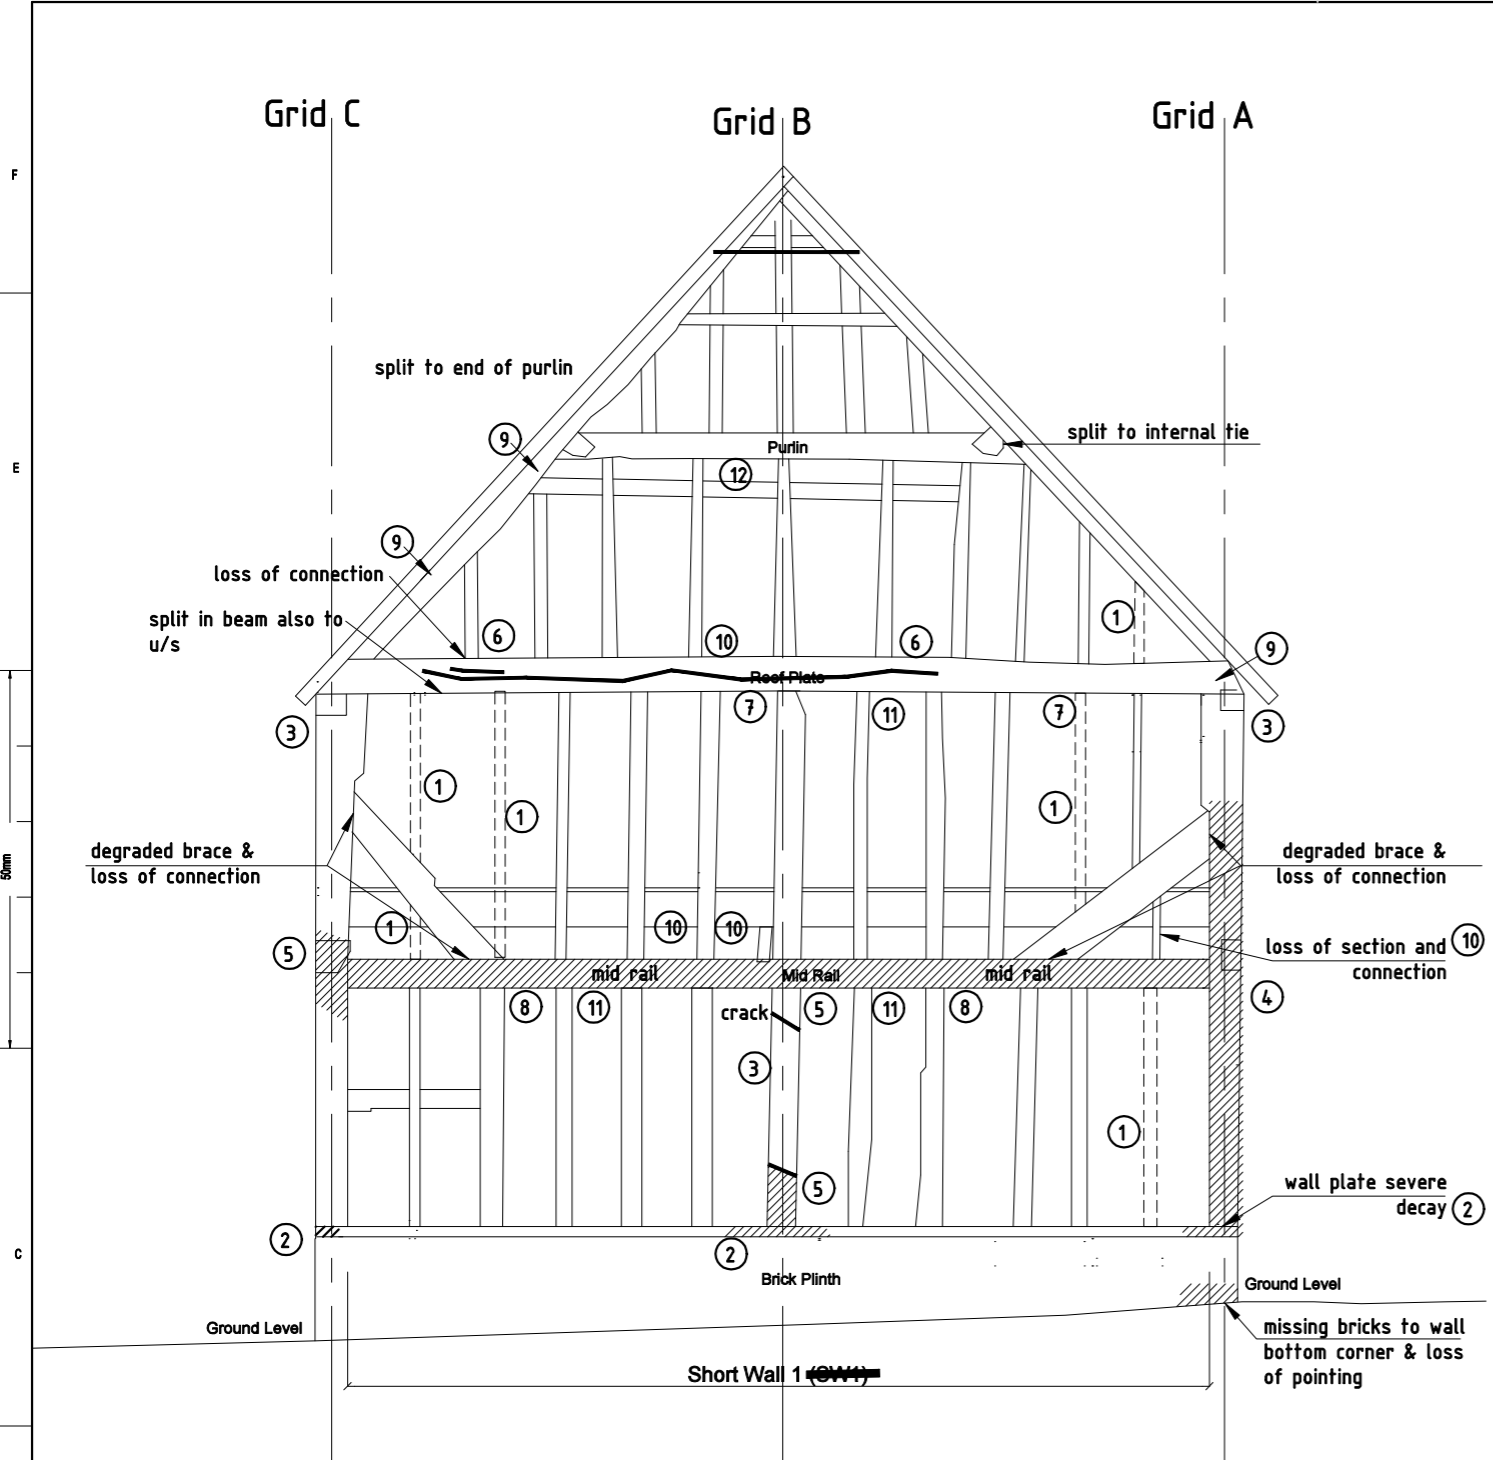 Grid C
Grid B
Grid A
F
split to end of purlin
9
Purlin
split to internal tie
E
12
9
loss of connection
split in beam also to
u/s
6
10
6
1
9
Roof Plate
3
7
11
7
3
1
1
1
degraded brace &
loss of connection
degraded brace &
loss of connection
50mm
1
10
10
5
loss of section and
connection
10
mid rail
Mid Rail
mid rail
8
11
crack
5
11
8
4
3
1
5
wall plate severe
decay
2
2
2
C
Brick Plinth
Ground Level
Ground Level
missing bricks to wall
bottom corner & loss
of pointing
Short Wall 1 (SW1)